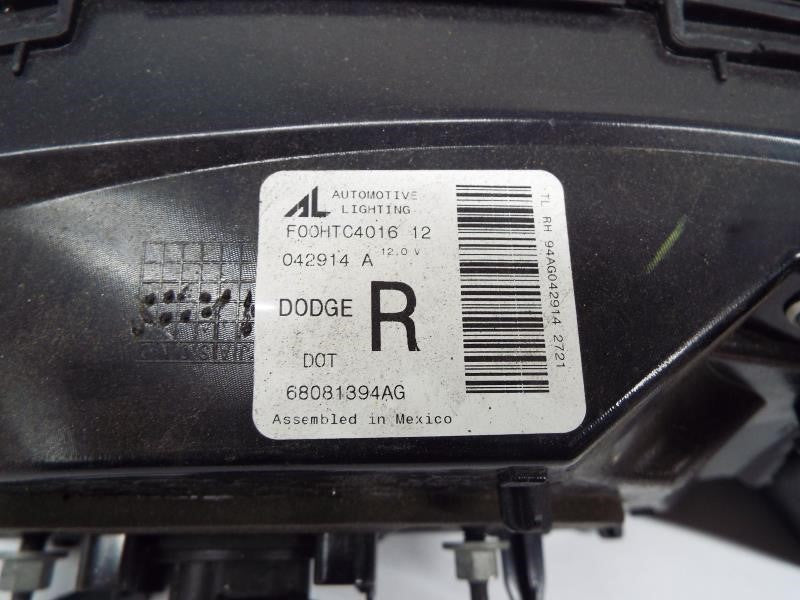 AL AUTOMOTIVE
LIGHTING
F00HTC4016 12
042914 A 12.0 V
DODGE R
DOT
68081394AG
Assembled in Mexico
TL RH 94AG042914 2721